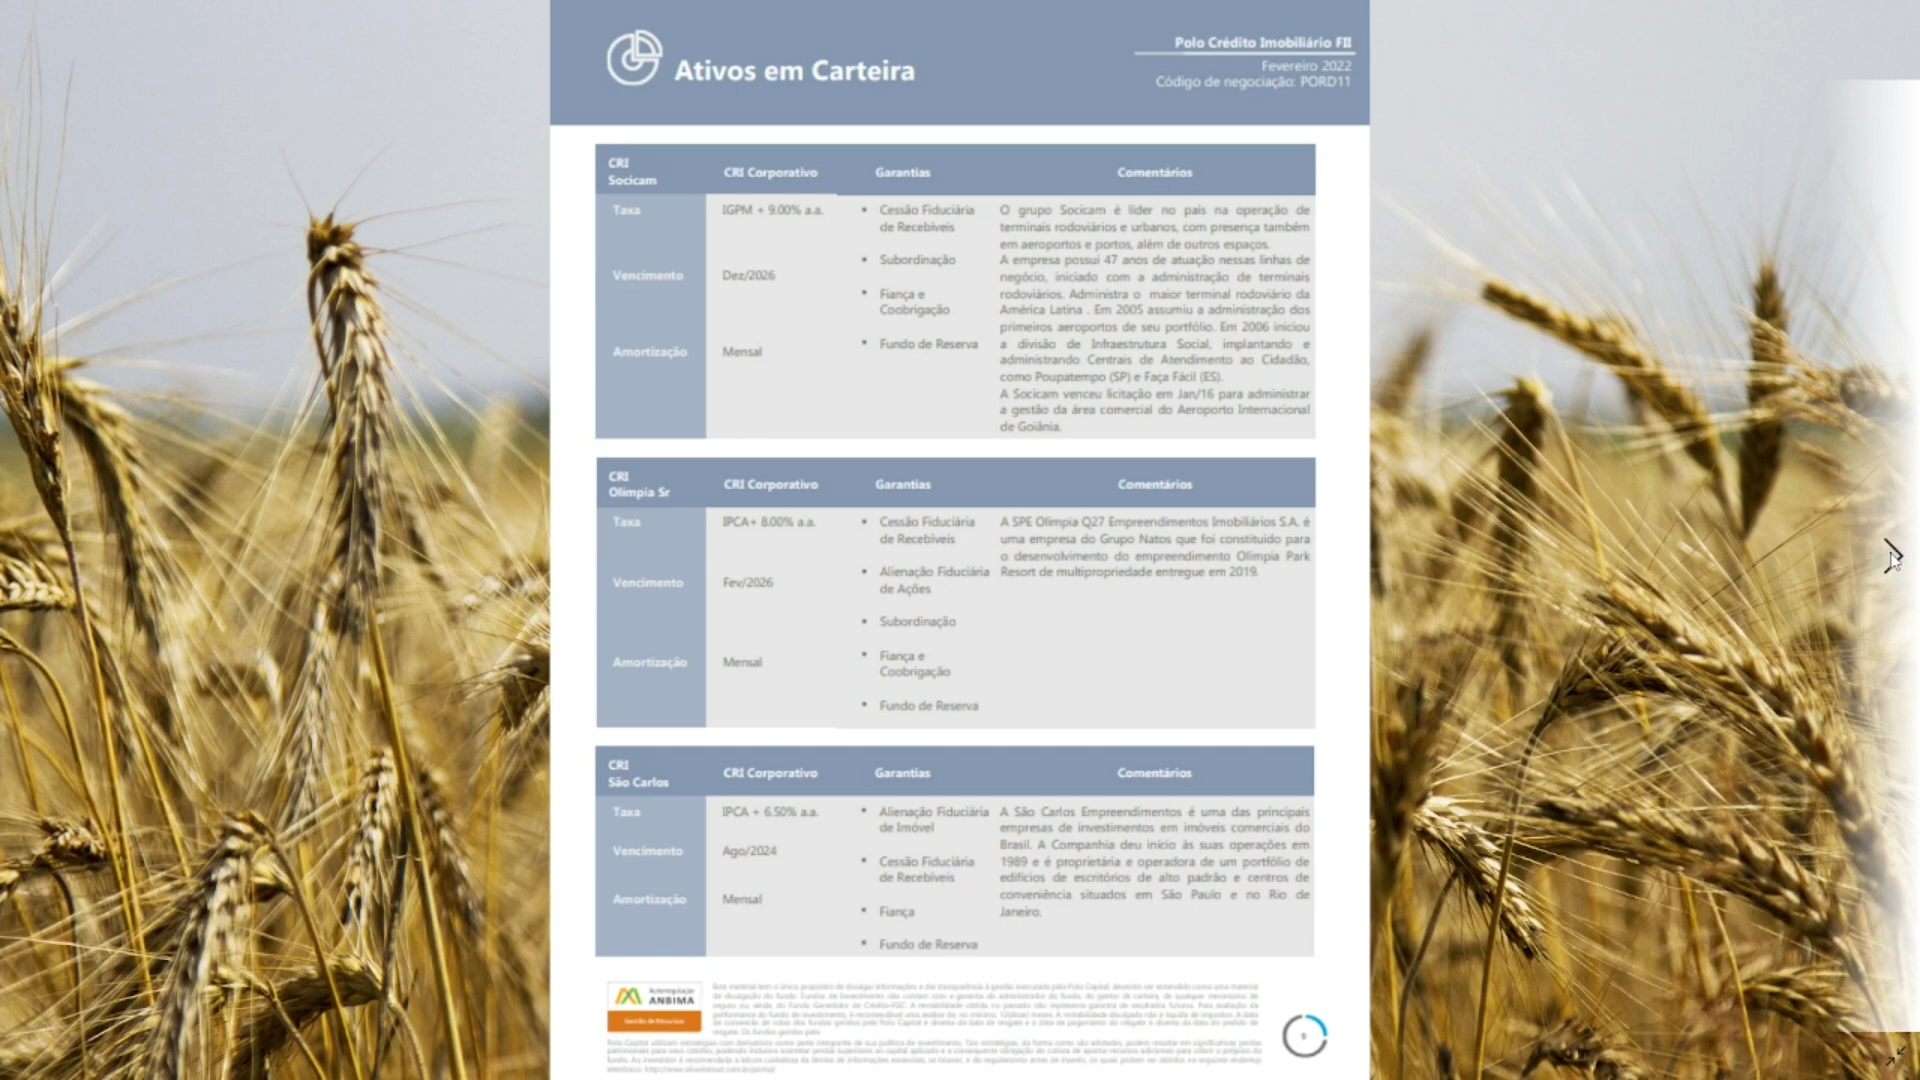 Ativos em Carteira
Polo Crédito Imobiliário FII
Fevereiro 2022
Código de negociação: PORD11
CRI
Socicam
CRI Corporativo
Garantias
Comentários
Taxa
IGPM + 9.00% a.a.
Vencimento
Dez/2026
Amortização
Mensal
▪ Cessão Fiduciária
de Recebíveis
▪ Subordinação
▪ Fiança e
Coobrigação
▪ Fundo de Reserva
O grupo Socicam é líder no país na operação de
terminais rodoviários e urbanos, com presença também
em aeroportos e portos, além de outros espaços.
A empresa possui 47 anos de atuação nessas linhas de
negócio, iniciado com a administração de terminais
rodoviários. Administra o maior terminal rodoviário da
América Latina . Em 2005 assumiu a administração dos
primeiros aeroportos de seu portfólio. Em 2006 iniciou
a divisão de Infraestrutura Social, implantando e
administrando Centrais de Atendimento ao Cidadão,
como Poupatempo (SP) e Faça Fácil (ES).
A Socicam venceu licitação em Jan/16 para administrar
a gestão da área comercial do Aeroporto Internacional
de Goiânia.
CRI
Olímpia Sr
CRI Corporativo
Garantias
Comentários
Taxa
IPCA+ 8.00% a.a.
Vencimento
Fev/2026
Amortização
Mensal
▪ Cessão Fiduciária
de Recebíveis
▪ Alienação Fiduciária
de Ações
▪ Subordinação
▪ Fiança e
Coobrigação
▪ Fundo de Reserva
A SPE Olímpia Q27 Empreendimentos Imobiliários S.A. é
uma empresa do Grupo Natos que foi constituído para
o desenvolvimento do empreendimento Olimpia Park
Resort de multipropriedade entregue em 2019.
CRI
São Carlos
CRI Corporativo
Garantias
Comentários
Taxa
IPCA + 6.50% a.a.
Vencimento
Ago/2024
Amortização
Mensal
▪ Alienação Fiduciária
de Imóvel
▪ Cessão Fiduciária
de Recebíveis
▪ Fiança
▪ Fundo de Reserva
A São Carlos Empreendimentos é uma das principais
empresas de investimentos em imóveis comerciais do
Brasil. A Companhia deu início às suas operações em
1989 e é proprietária e operadora de um portfólio de
edifícios de escritórios de alto padrão e centros de
conveniência situados em São Paulo e no Rio de
Janeiro.
Autorregulação
ANBIMA
Gestão de Recursos
9